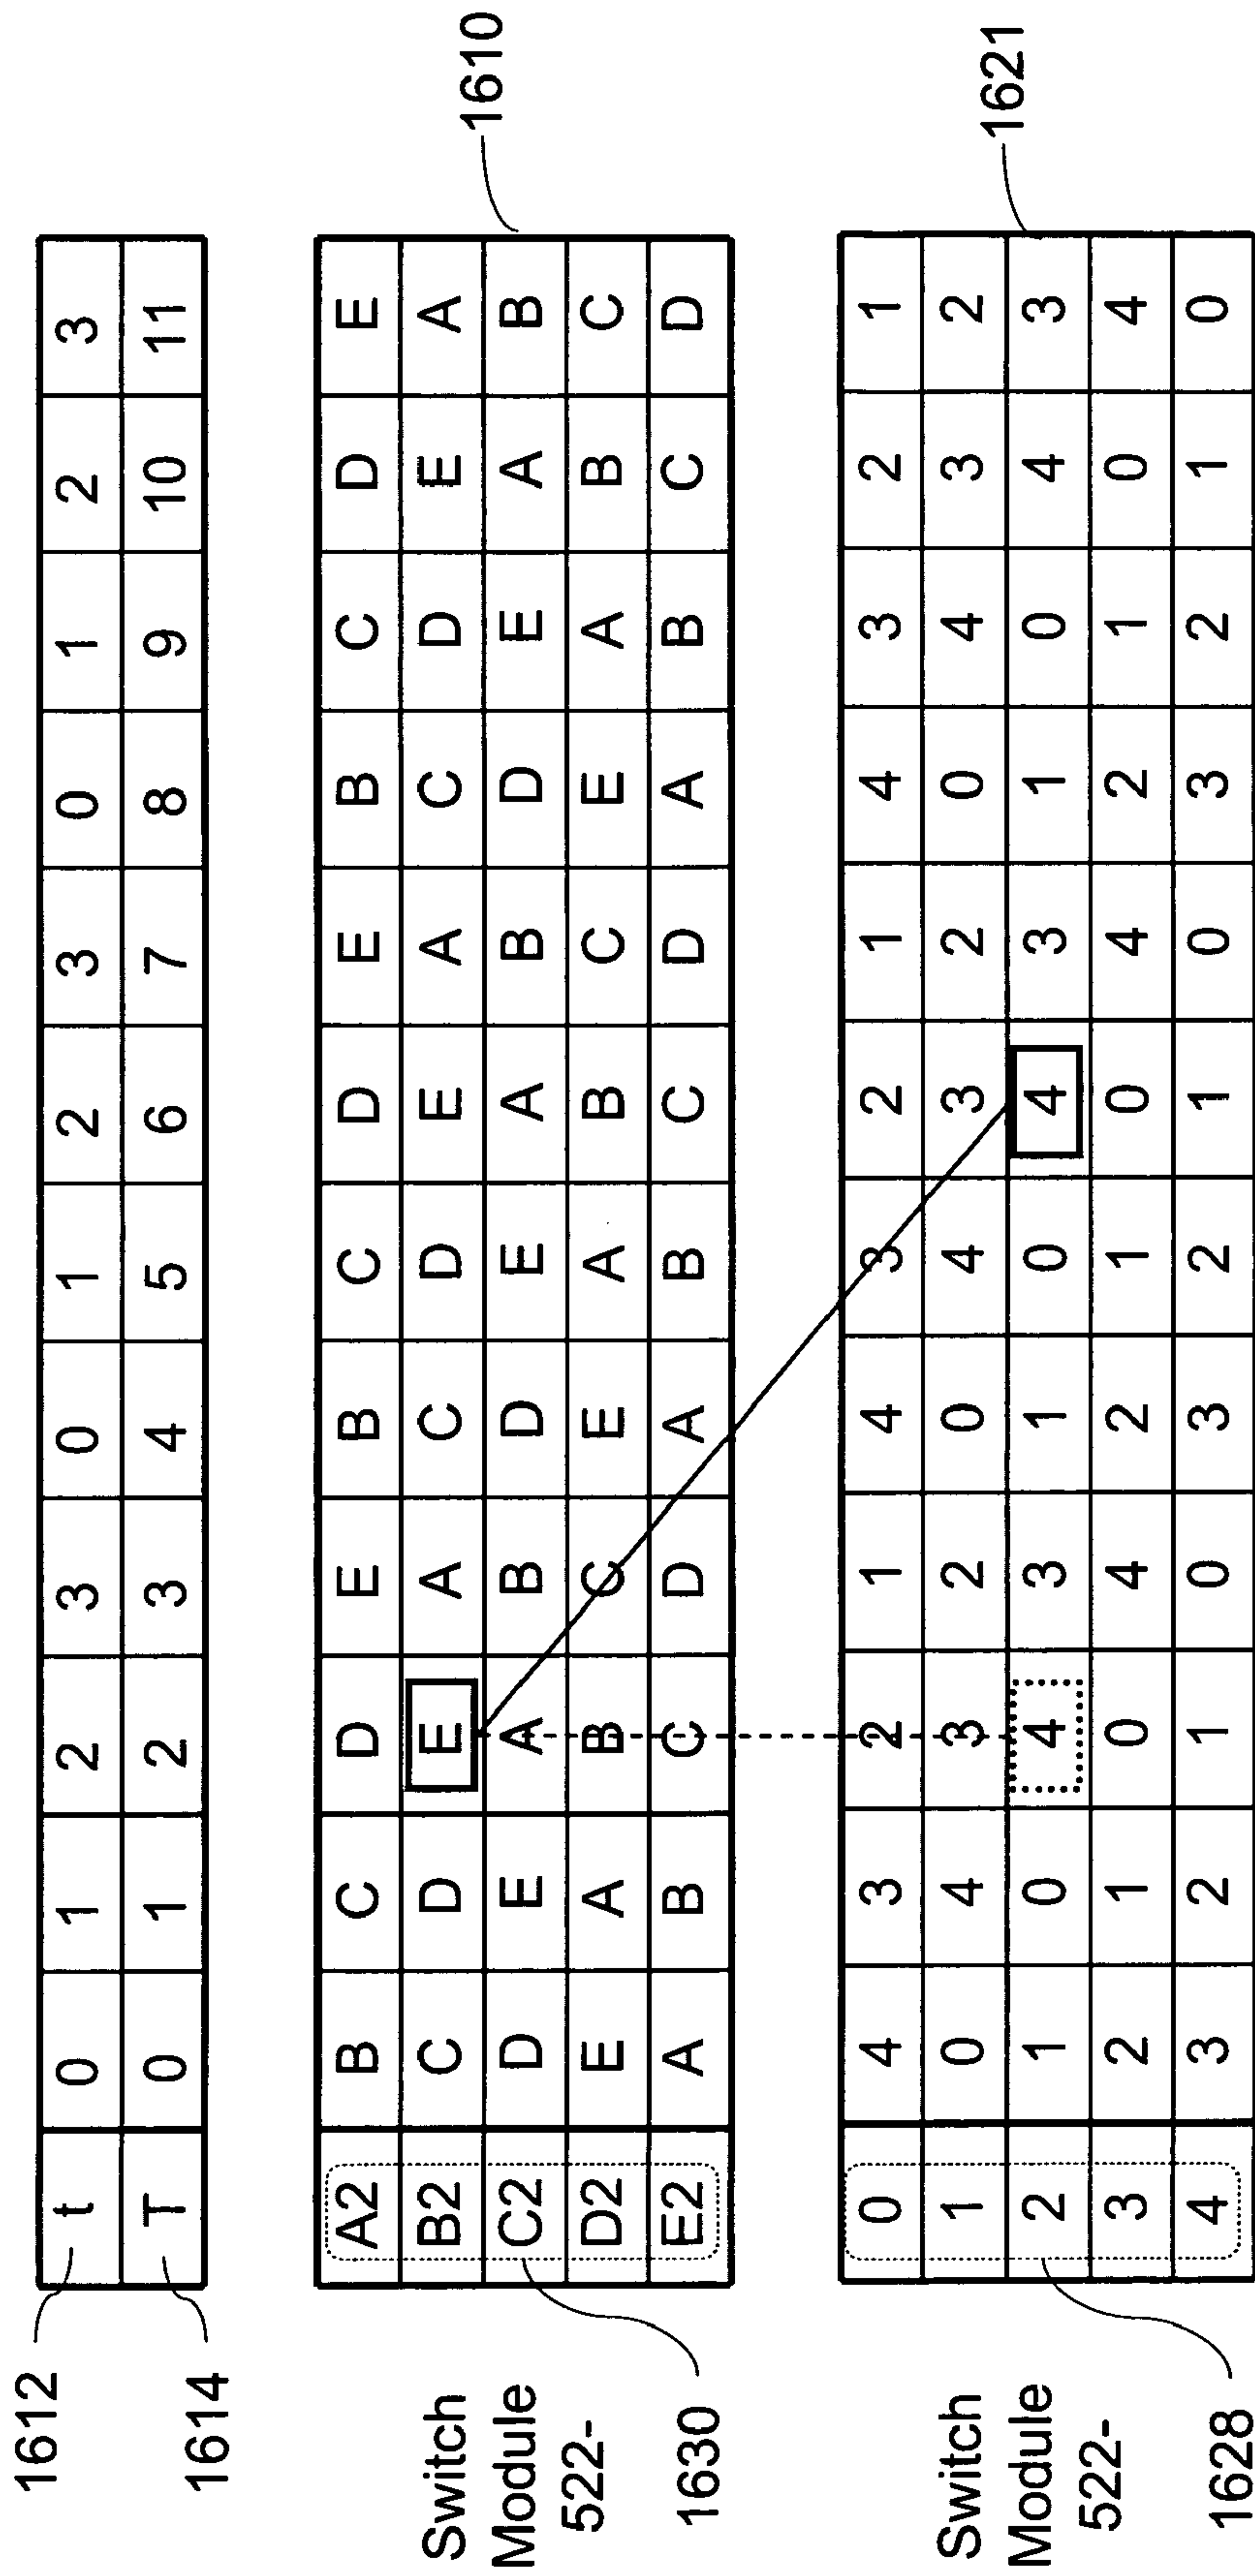 1612
t 0 1 2 3 0 1 2 3 0 1 2 3
1614
T 0 1 2 3 4 5 6 7 8 9 10 11
1610
Switch
Module
522-
1630
A2 B C D E B C D E B C D E
B2 C D E A C D E A C D E A
C2 D E A B D E A B D E A B
D2 E A B C E A B C E A B C
E2 A B C D A B C D A B C D
1621
Switch
Module
522-
1628
0 4 3 2 1 4 3 2 1 4 3 2 1
1 0 4 3 2 0 4 3 2 0 4 3 2
2 1 0 4 3 1 0 4 3 1 0 4 3
3 2 1 0 4 2 1 0 4 2 1 0 4
4 3 2 1 0 3 2 1 0 3 2 1 0